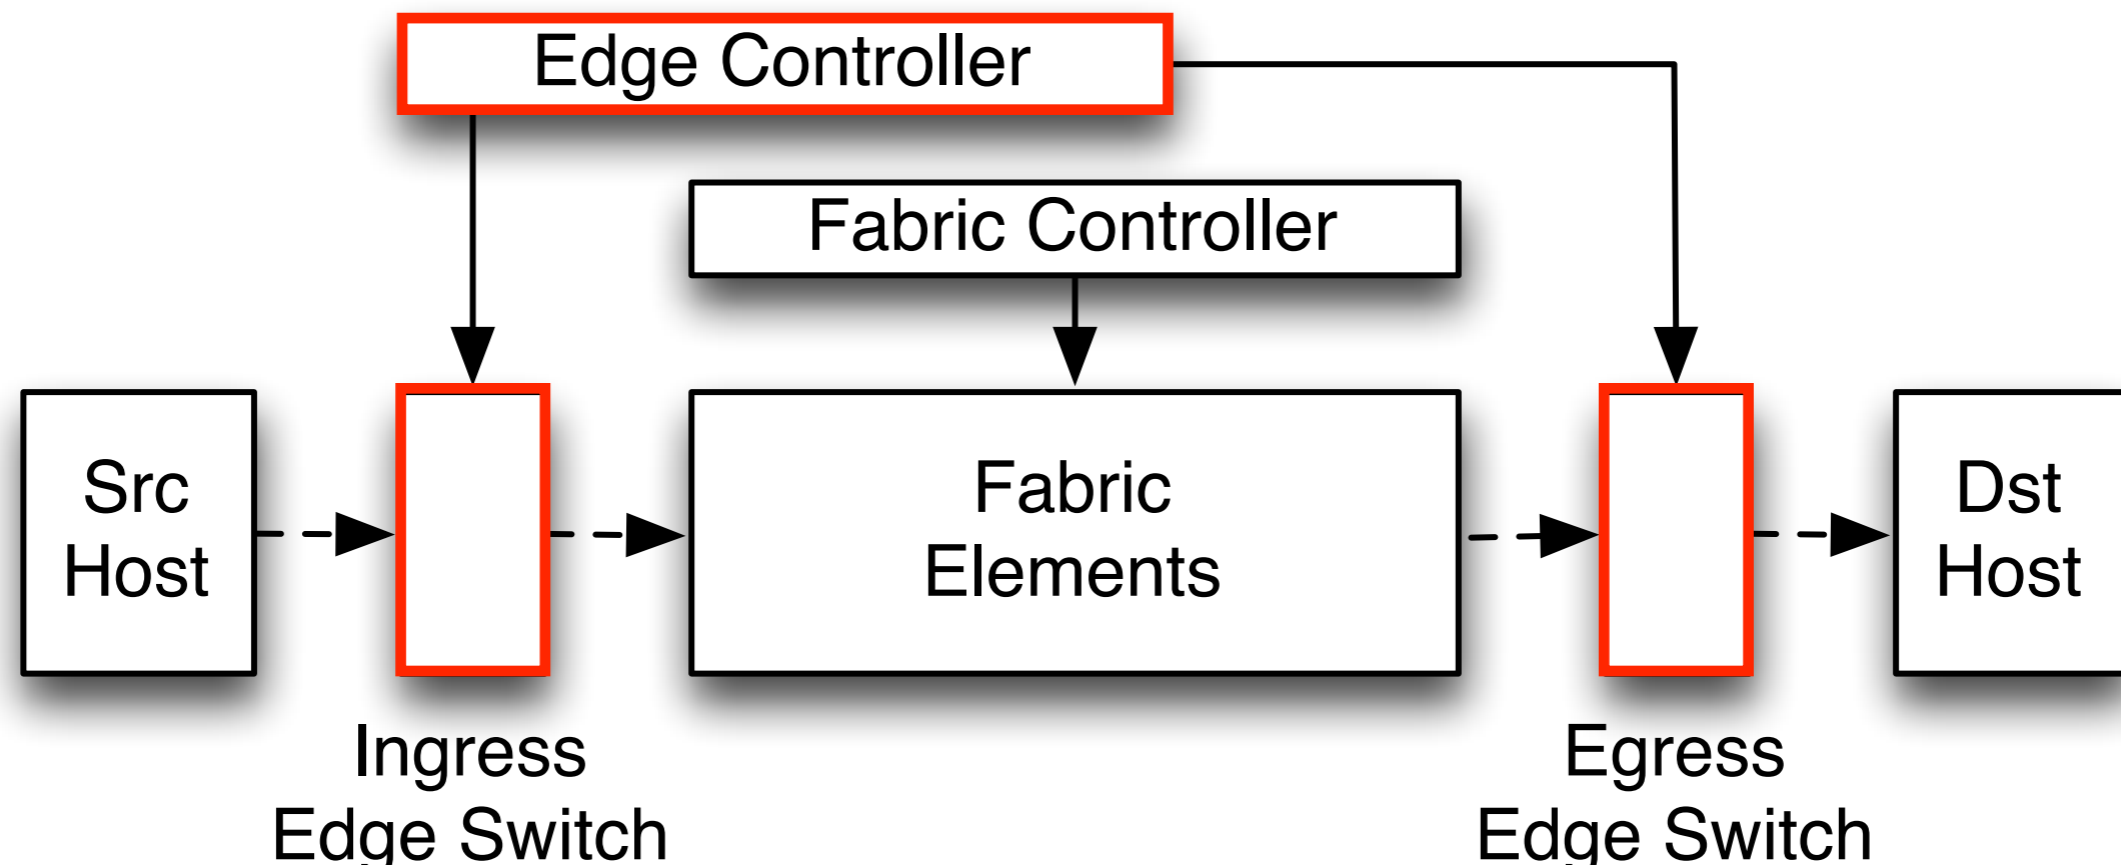 Edge Controller
Fabric Controller
Src
Host
Fabric
Elements
Dst
Host
Ingress
Edge Switch
Egress
Edge Switch